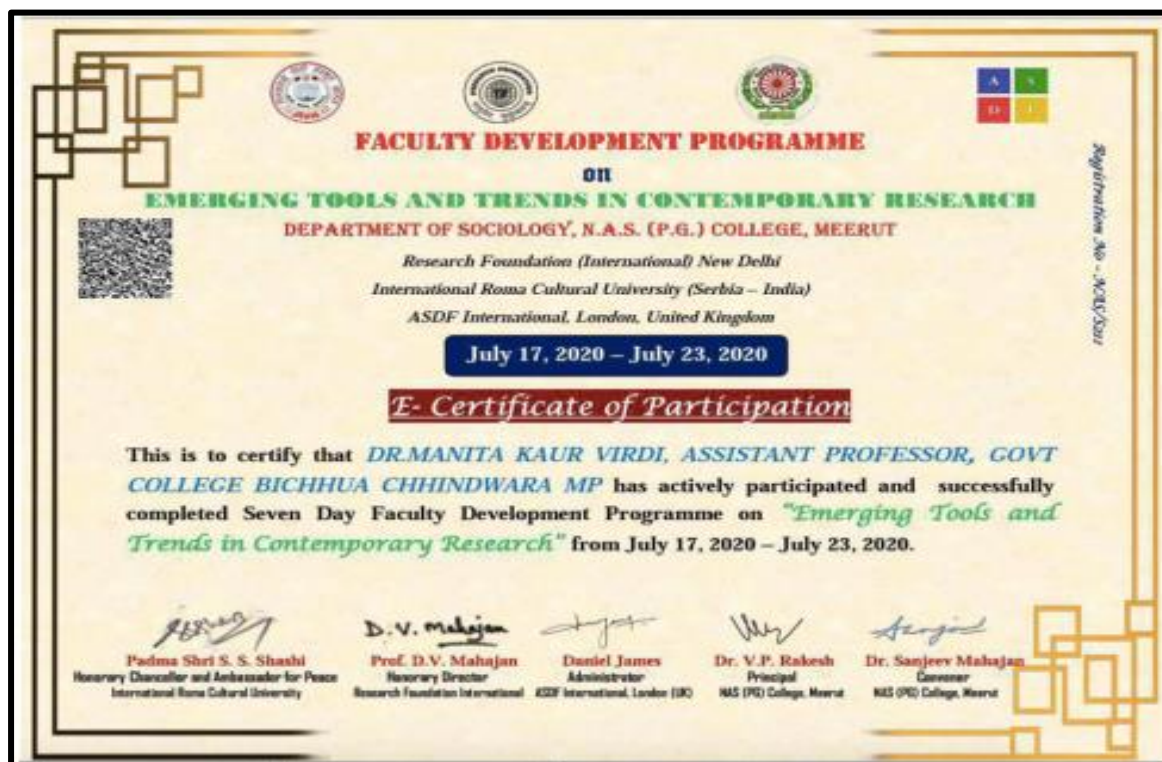 A S
D
FACULTY DEVELOPMENT PROGRAMME
on
EMERGING TOOLS AND TRENDS IN CONTEMPORARY RESEARCH
DEPARTMENT OF SOCIOLOGY, N.A.S. (P.G.) COLLEGE, MEERUT
Research Foundation (International) New Delhi
International Roma Cultural University (Serbia – India)
ASDF International, London, United Kingdom
July 17, 2020 – July 23, 2020
E- Certificate of Participation
This is to certify that DR.MANITA KAUR VIRDI, ASSISTANT PROFESSOR, GOVT
COLLEGE BICHHUA CHHINDWARA MP has actively participated and successfully
completed Seven Day Faculty Development Programme on "Emerging Tools and
Trends in Contemporary Research" from July 17, 2020 – July 23, 2020.
D.V. Mahajan
Padma Shri S. S. Shashi
Honorary Chancellor and Ambassador for Peace
International Roma Cultural University
Prof. D.V. Mahajan
Honorary Director
Research Foundation International
Daniel James
Administrator
ASDF International, London (UK)
Dr. V.P. Rakesh
Principal
NAS (PG) College, Meerut
Dr. Sanjeev Mahajan
Convener
NAS (PG) College, Meerut
Registration No -